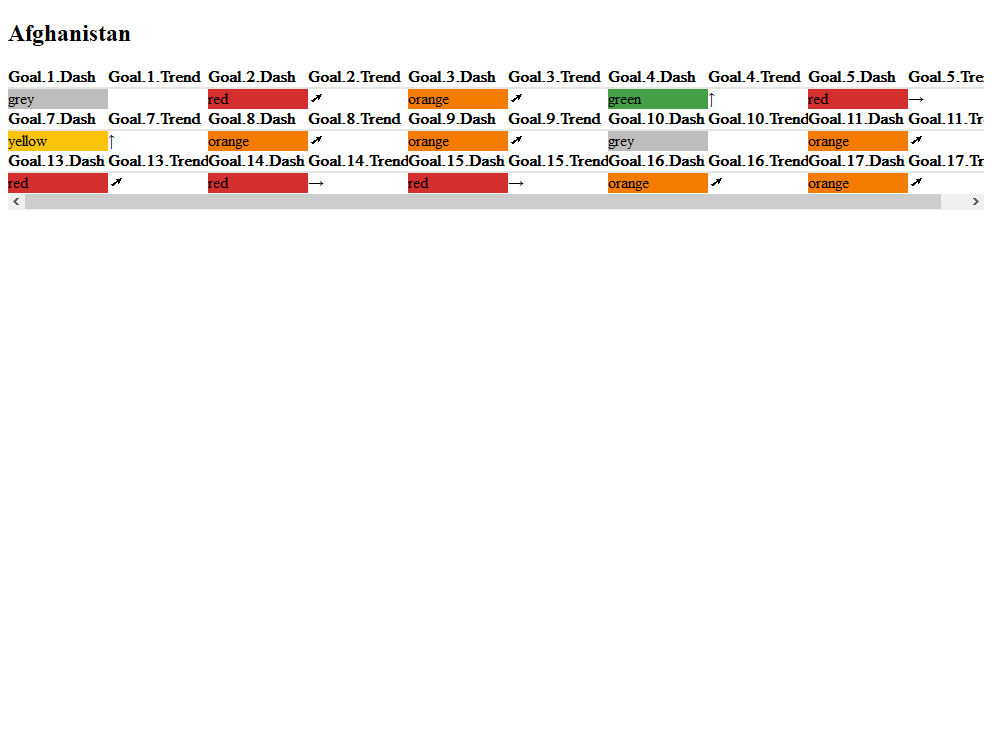 Afghanistan
Goal.1.Dash Goal.1.Trend Goal.2.Dash Goal.2.Trend Goal.3.Dash Goal.3.Trend Goal.4.Dash Goal.4.Trend Goal.5.Dash Goal.5.Tre
grey red ↗ orange ↗ green ↑ red →
Goal.7.Dash Goal.7.Trend Goal.8.Dash Goal.8.Trend Goal.9.Dash Goal.9.Trend Goal.10.Dash Goal.10.Trend Goal.11.Dash Goal.11.Tr
yellow ↑ orange ↗ orange ↗ grey orange ↗
Goal.13.Dash Goal.13.Trend Goal.14.Dash Goal.14.Trend Goal.15.Dash Goal.15.Trend Goal.16.Dash Goal.16.Trend Goal.17.Dash Goal.17.Tr
red ↗ red → red → orange ↗ orange ↗